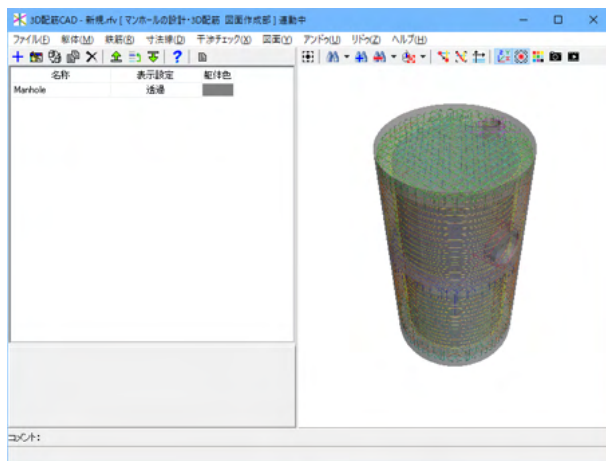 3D配筋CAD - 新規.rfv [ マンホールの設計・3D配筋 図面作成部 ] 連動中
ファイル(F) 躯体(M) 鉄筋(R) 寸法線(D) 干渉チェック(X) 図面(Y) アンドゥ(U) リドゥ(Z) ヘルプ(H)
名称 表示設定 躯体色
Manhole 透過
コメント: